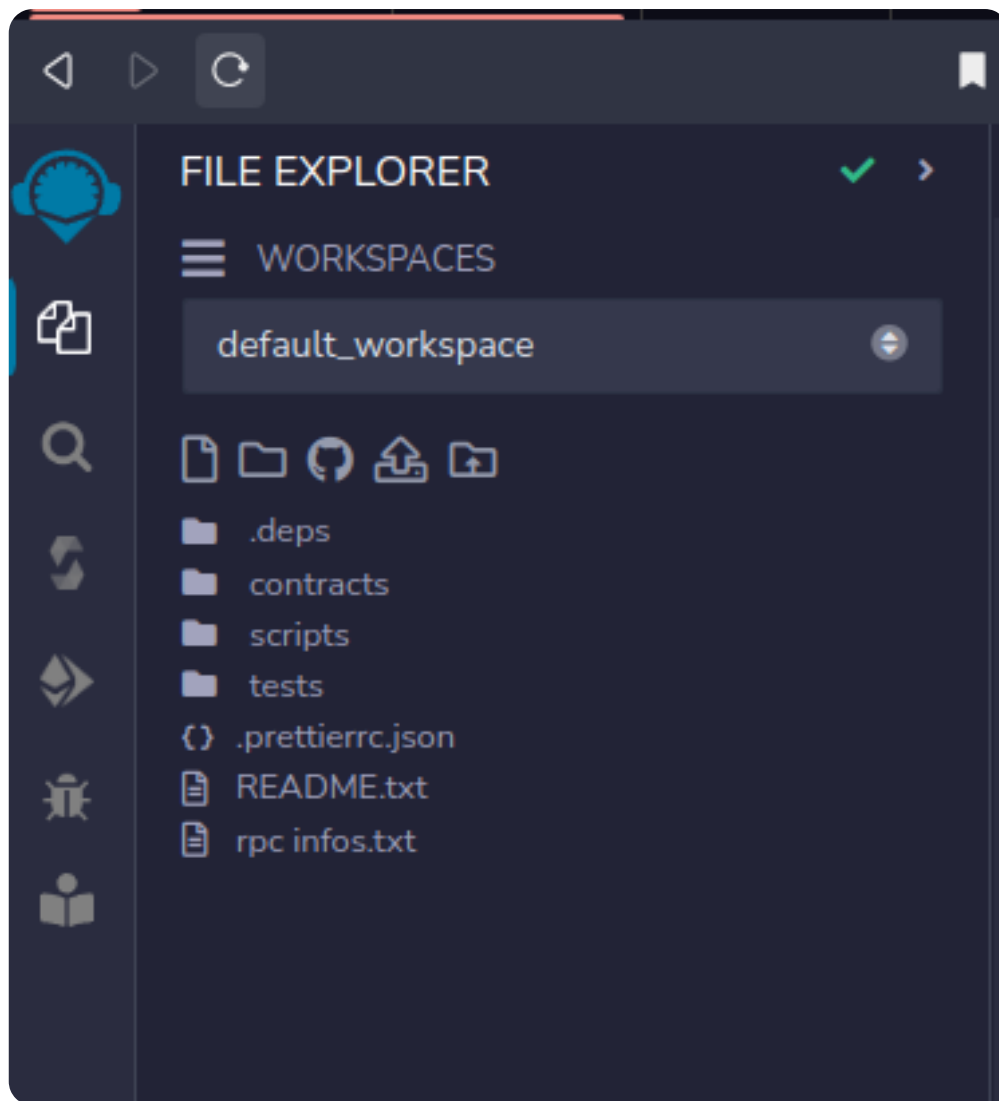 FILE EXPLORER
WORKSPACES
default_workspace
.deps
contracts
scripts
tests
.prettierrc.json
README.txt
rpc infos.txt